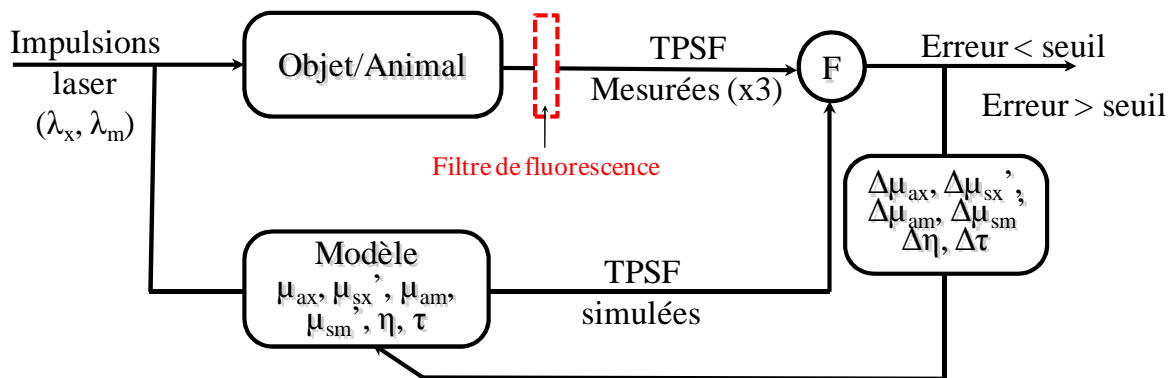 Impulsions
laser
(λx, λm)
Objet/Animal
TPSF
Mesurées (x3)
F
Erreur < seuil
Erreur > seuil
Filtre de fluorescence
Δμax, Δμsx’,
Δμam, Δμsm’
Δη, Δτ
Modèle
μax, μsx’, μam,
μsm’, η, τ
TPSF
simulées